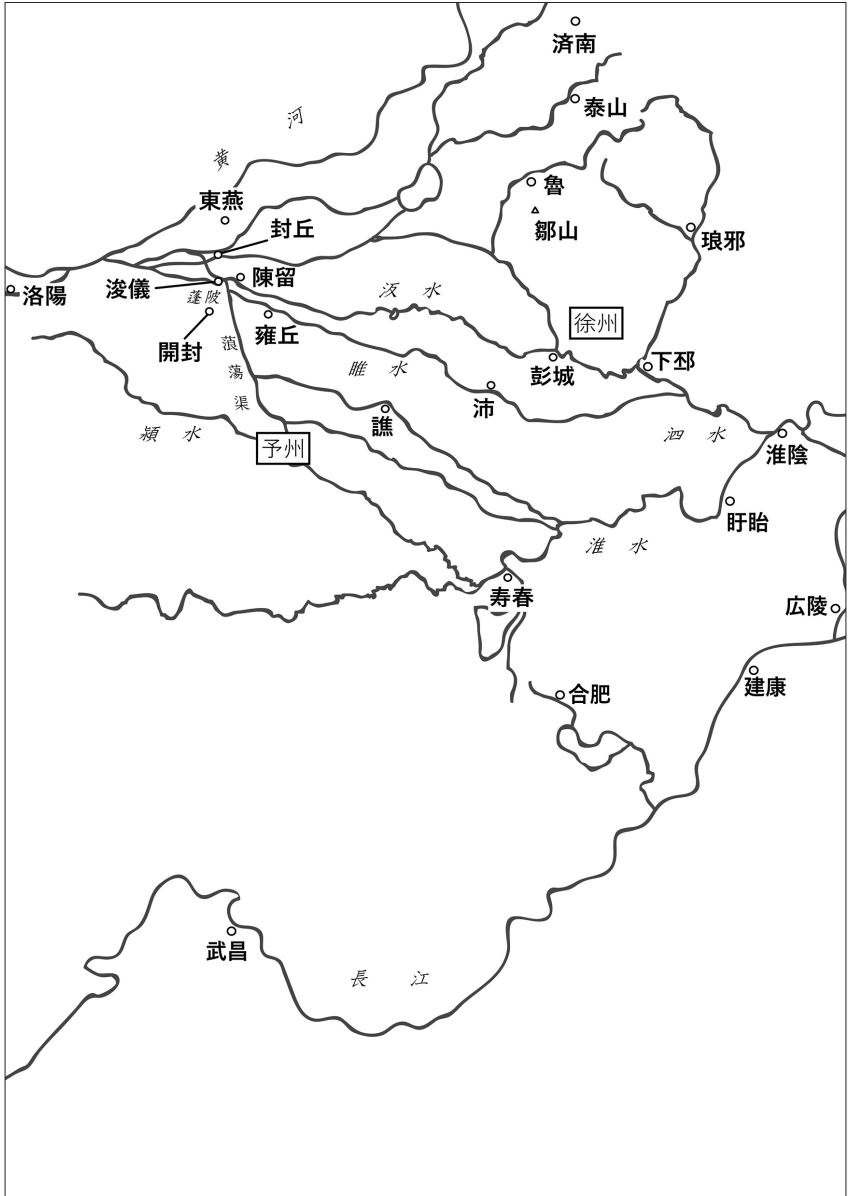 済南
泰山
黄河
魯
東燕
鄒山
封丘
琅邪
陳留
洛陽
浚儀
蓬陂
汳水
徐州
雍丘
開封
蒗蕩渠
睢水
彭城
下邳
沛
譙
潁水
予州
泗水
淮陰
盱眙
淮水
寿春
広陵
合肥
建康
武昌
長江